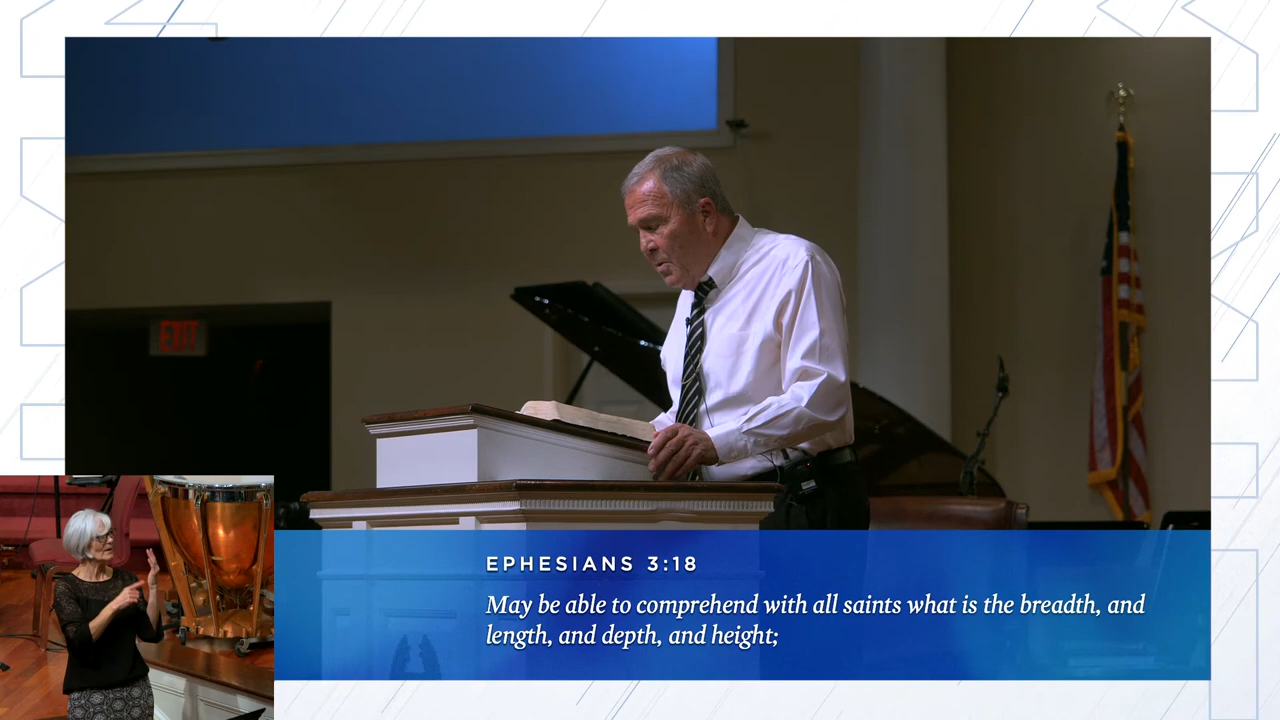 EXIT
EPHESIANS 3:18
May be able to comprehend with all saints what is the breadth, and
length, and depth, and height;